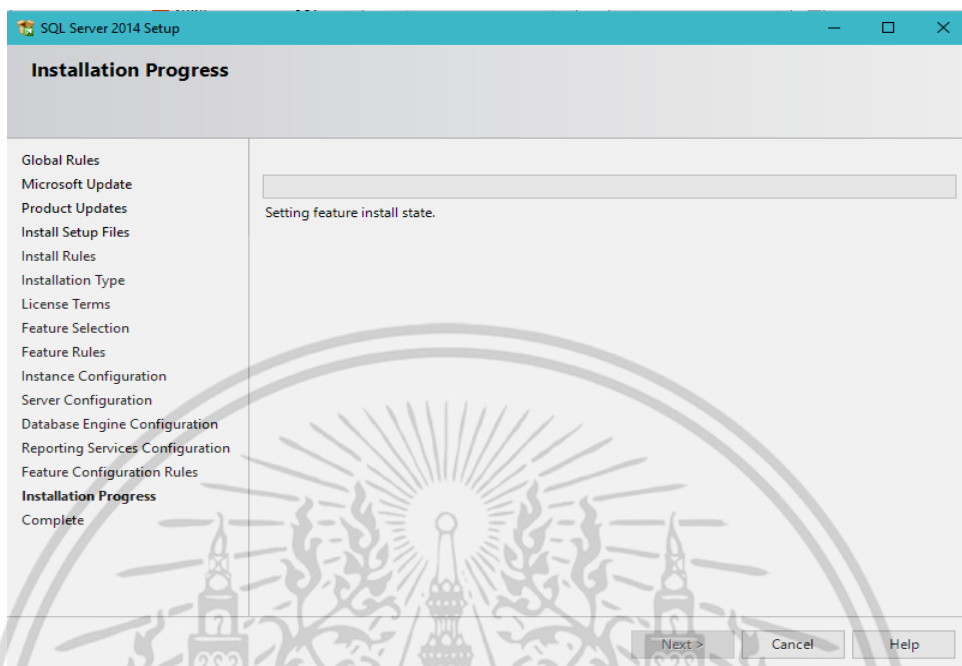 SQL Server 2014 Setup
Installation Progress
Global Rules
Microsoft Update
Product Updates
Install Setup Files
Install Rules
Installation Type
License Terms
Feature Selection
Feature Rules
Instance Configuration
Server Configuration
Database Engine Configuration
Reporting Services Configuration
Feature Configuration Rules
Installation Progress
Complete
Setting feature install state.
Next >
Cancel
Help